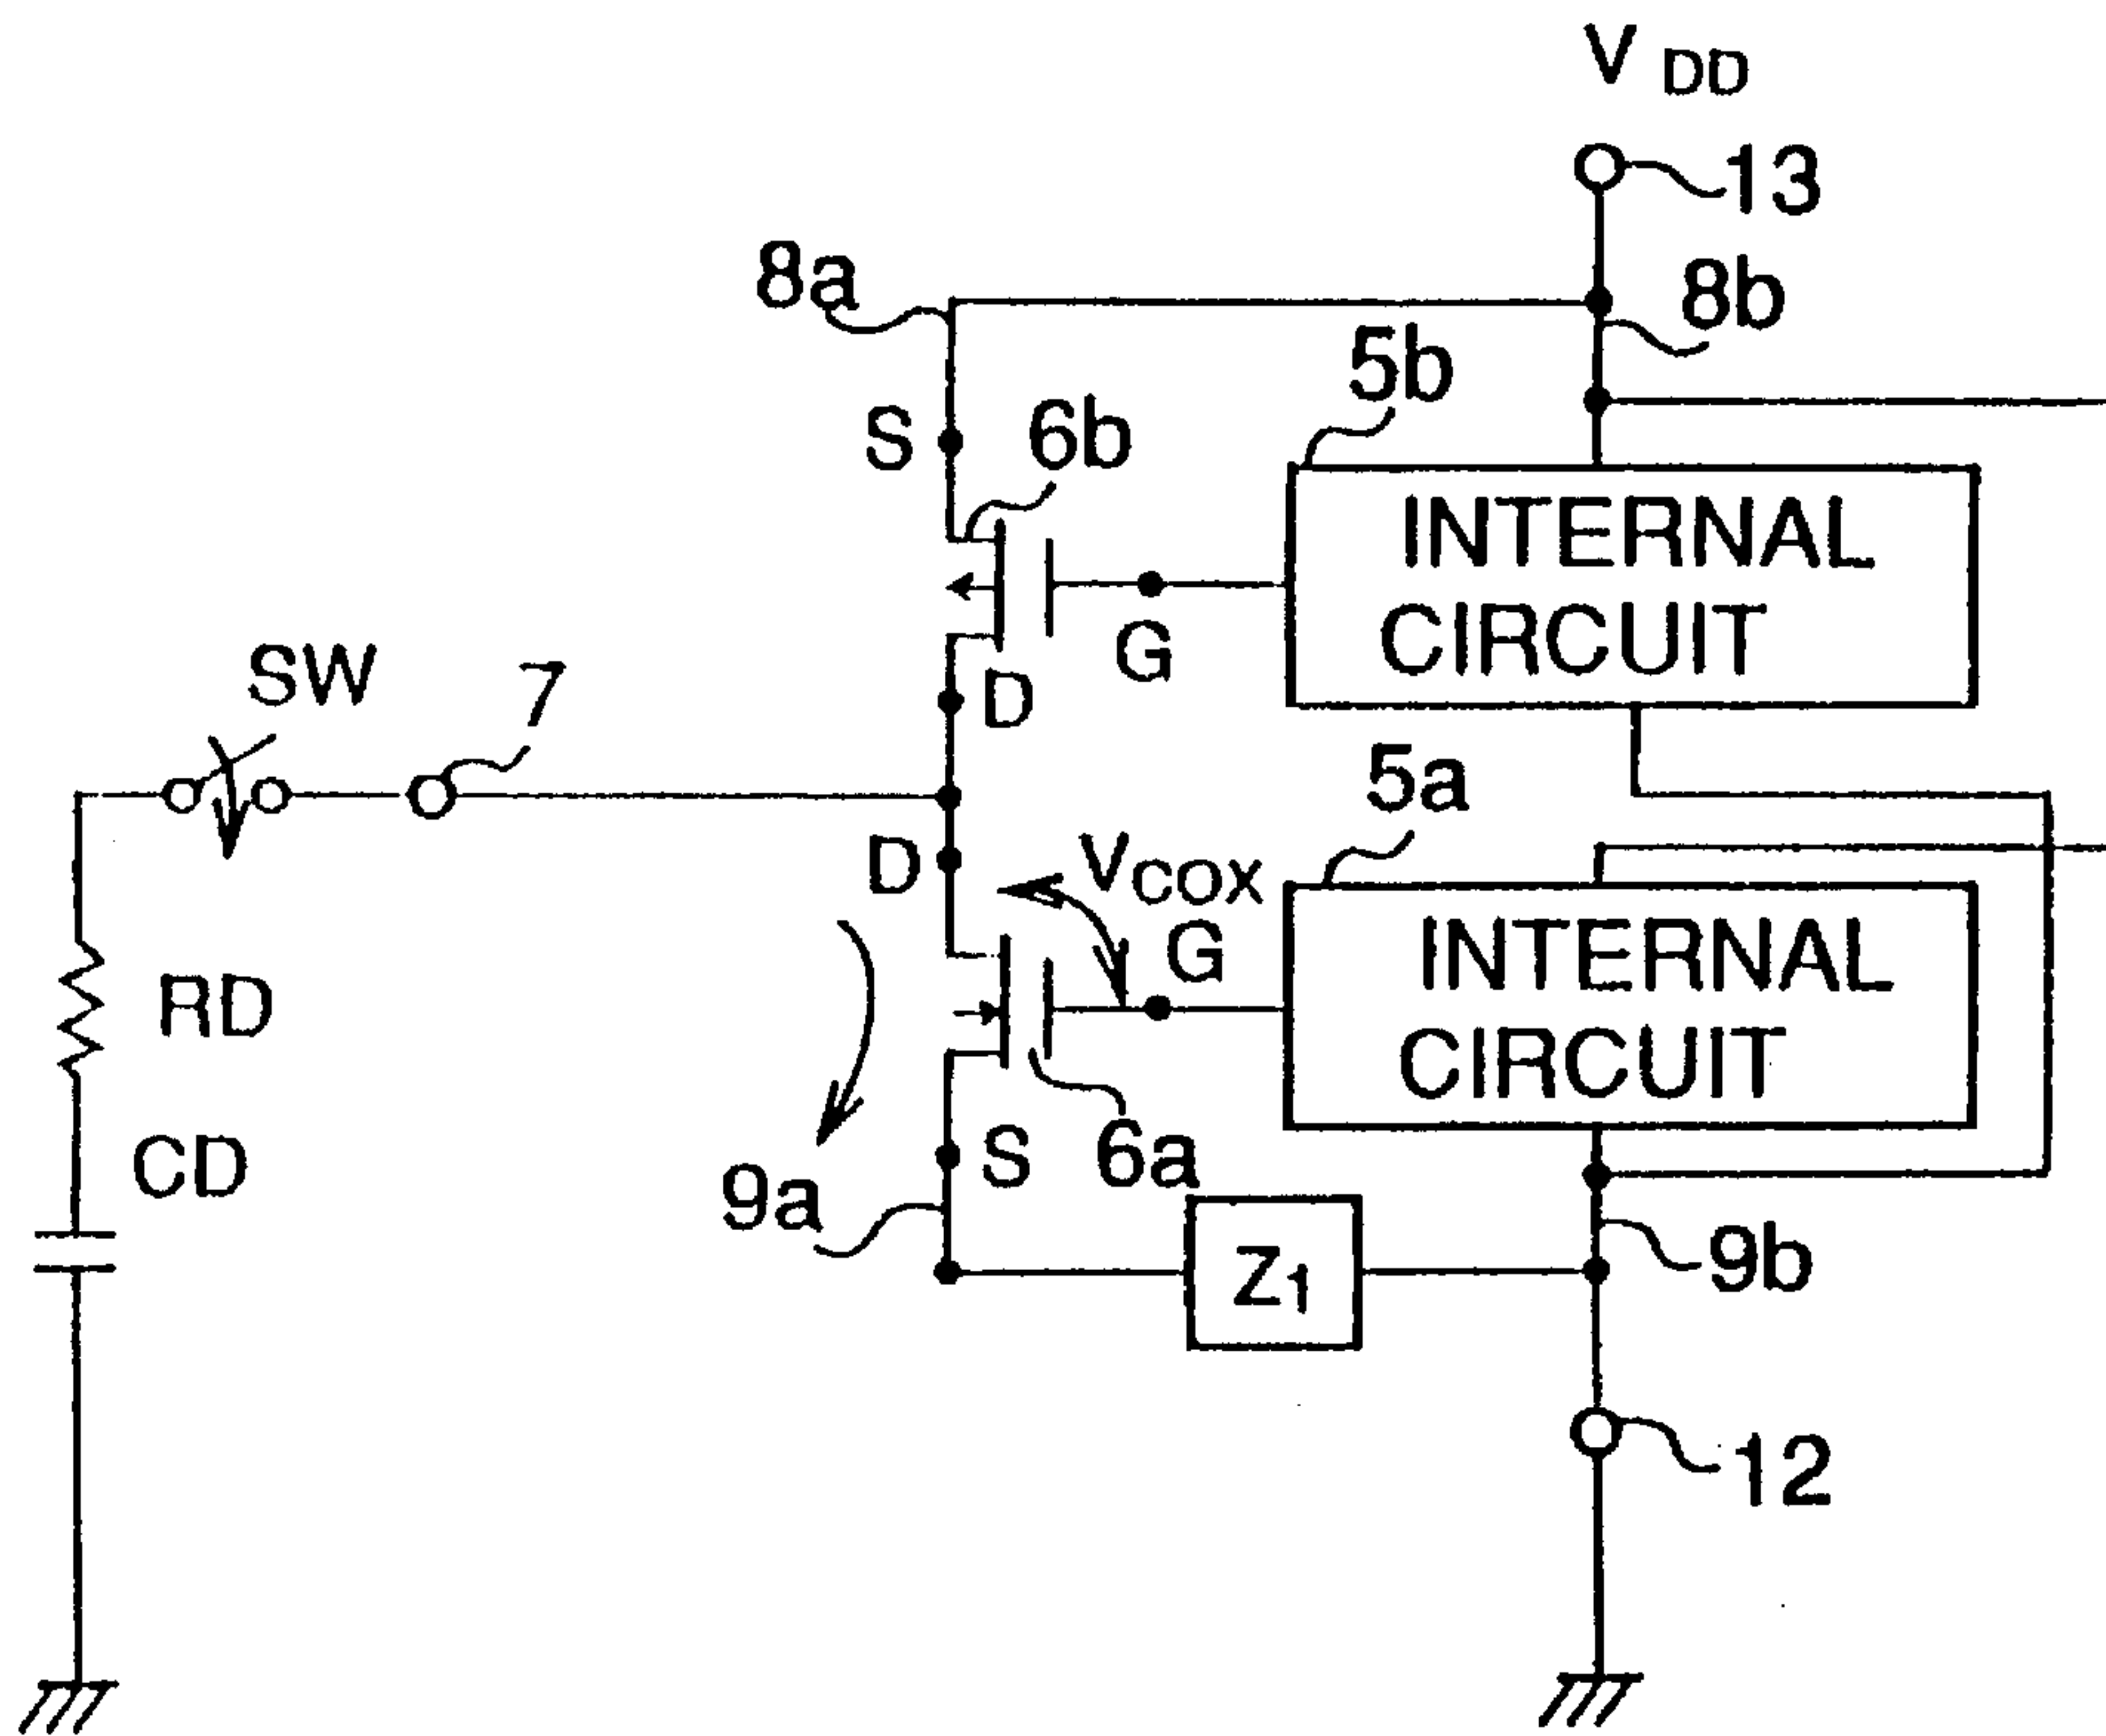 V DD
13
8a
8b
5b
S
6b
INTERNAL
CIRCUIT
G
SW
7
D
5a
D
VCOX
G
INTERNAL
CIRCUIT
RD
CD
S
6a
9a
Z1
9b
12